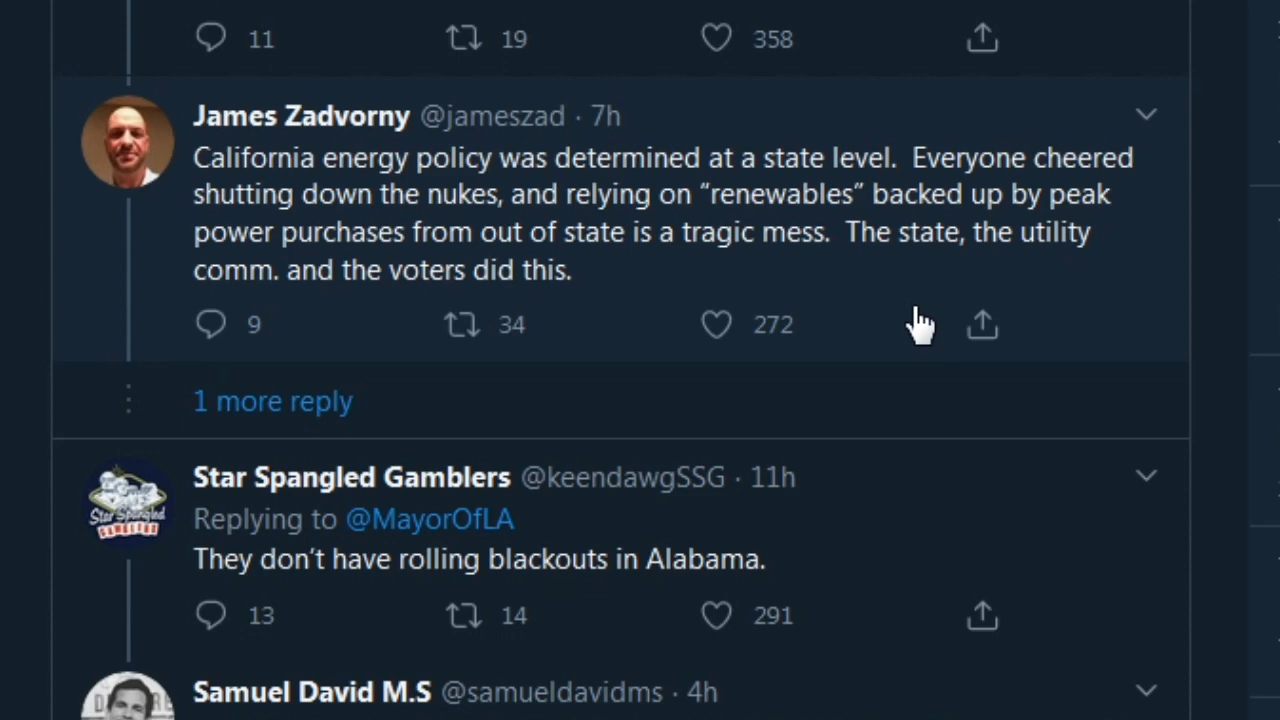 11 19 358
James Zadvorny @jameszad · 7h
California energy policy was determined at a state level.  Everyone cheered
shutting down the nukes, and relying on “renewables” backed up by peak
power purchases from out of state is a tragic mess.  The state, the utility
comm. and the voters did this.
9 34 272
1 more reply
Star Spangled Gamblers @keendawgSSG · 11h
Replying to @MayorOfLA
They don’t have rolling blackouts in Alabama.
Star Spangled
GAMBLERS
13 14 291
Samuel David M.S @samueldavidms · 4h